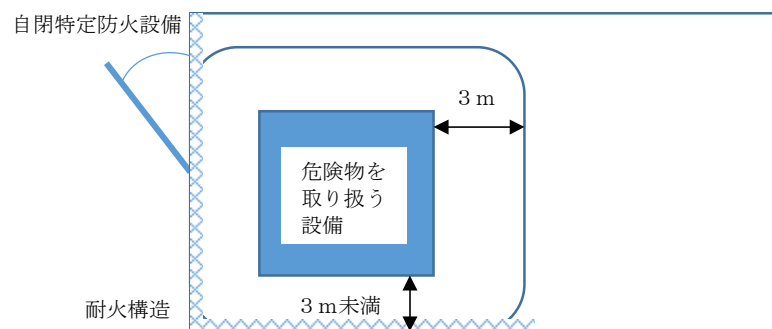 自閉特定防火設備
３ｍ
危険物を
取り扱う
設備
耐火構造
３ｍ未満